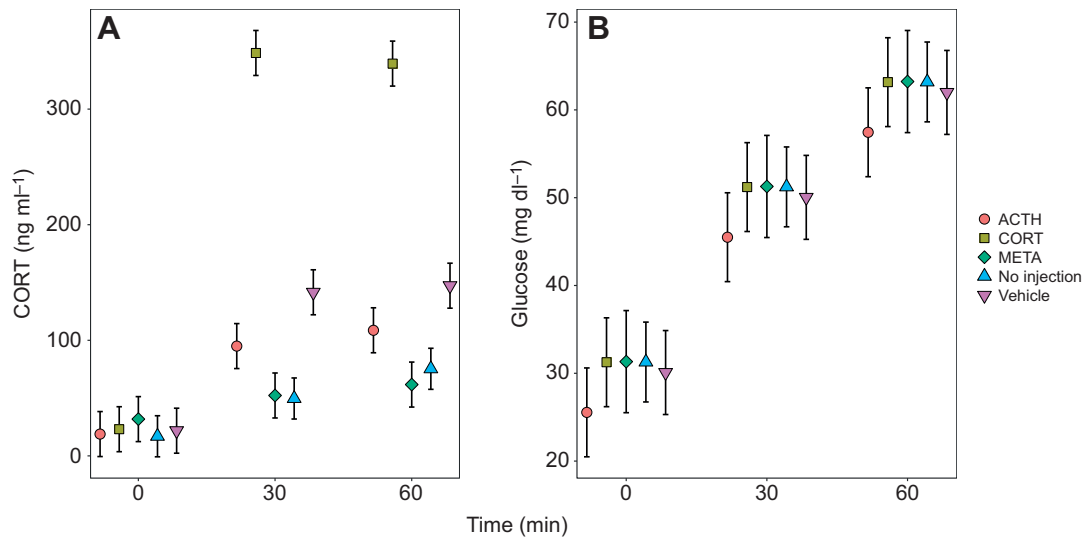 A
B
CORT (ng ml–1)
300
200
100
0
0
30
60
Glucose (mg dl–1)
70
60
50
40
30
20
0
30
60
Time (min)
ACTH
CORT
META
No injection
Vehicle